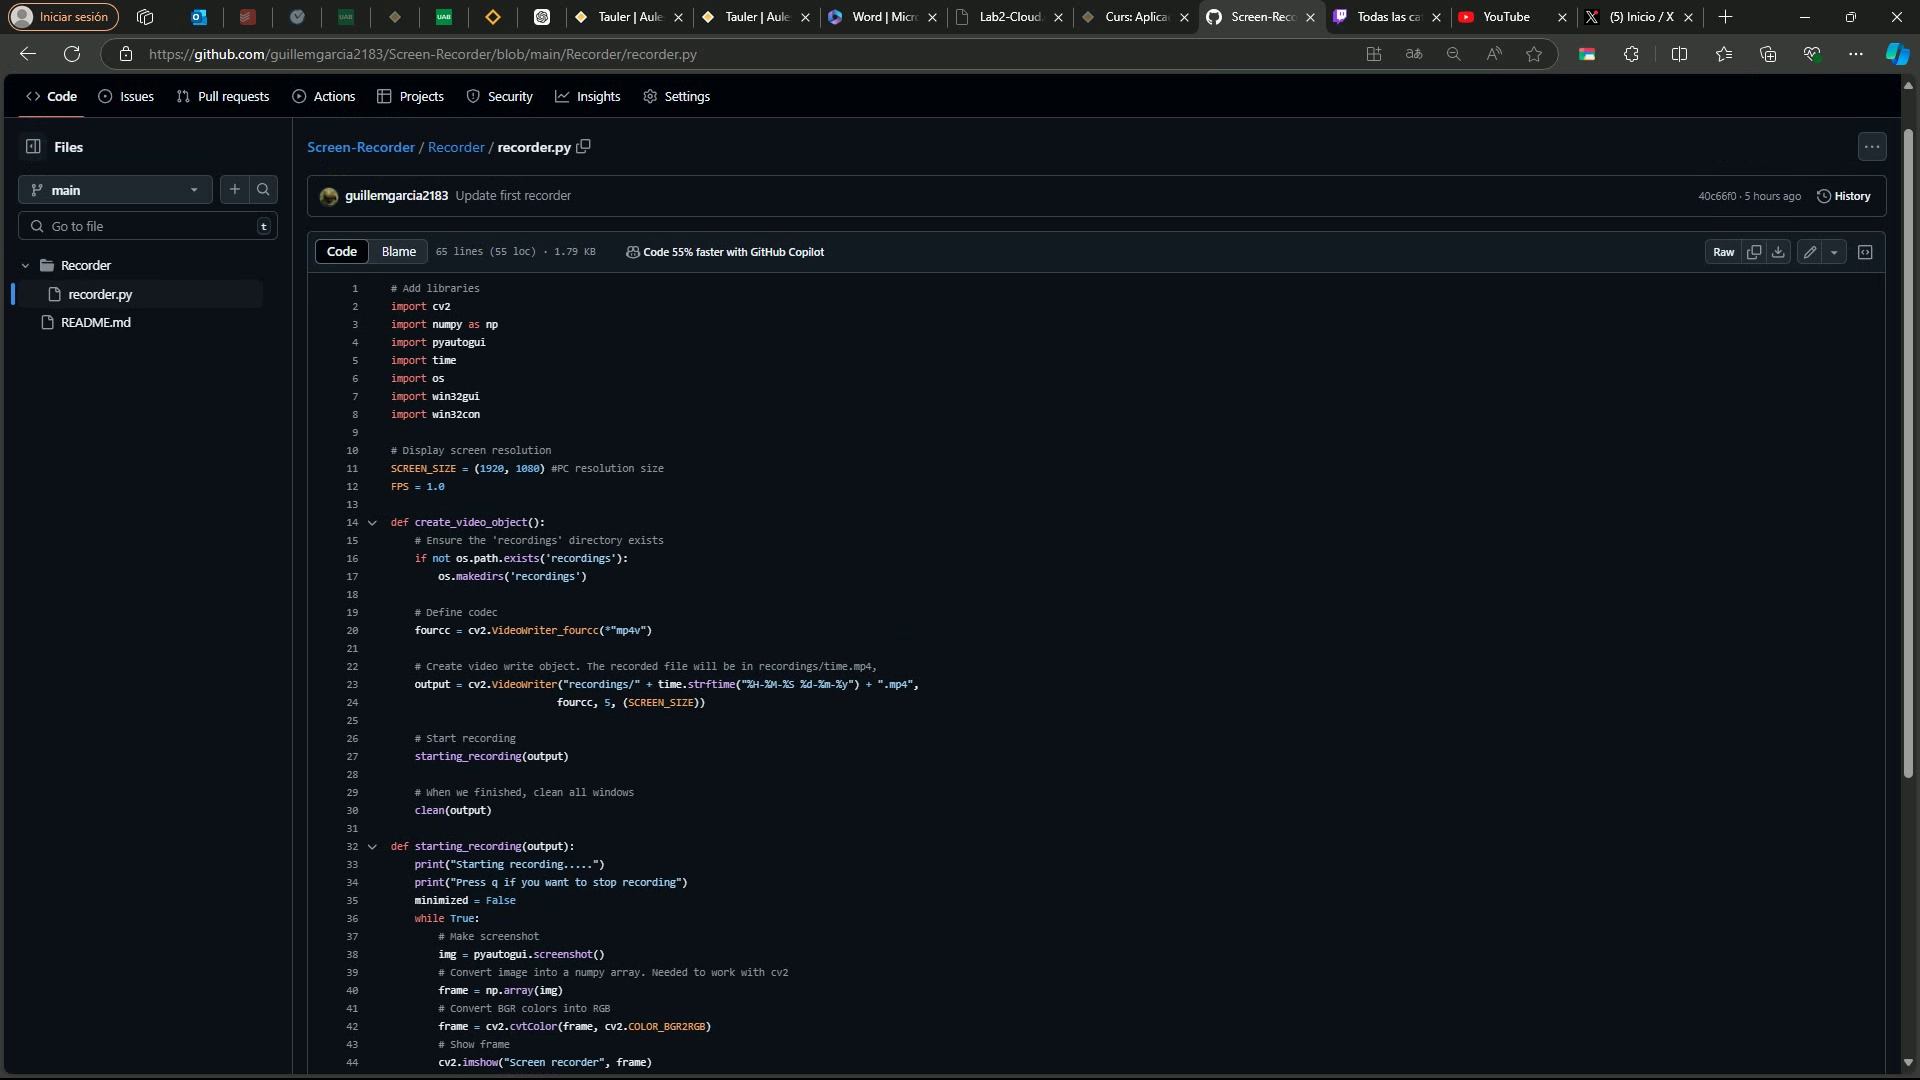 Iniciar sesión
UAB
UAB
Tauler | Aule
Tauler | Aule
Word | Micr
Lab2-Cloud.
Curs: Aplica
Screen-Rec
Todas las ca
YouTube
(5) Inicio / X
https://github.com/guillemgarcia2183/Screen-Recorder/blob/main/Recorder/recorder.py
Code
Issues
Pull requests
Actions
Projects
Security
Insights
Settings
Files
Screen-Recorder / Recorder / recorder.py
main
guillemgarcia2183 Update first recorder
40c66f0 · 5 hours ago
History
Go to file
t
Code
Blame
65 lines (55 loc) · 1.79 KB
Code 55% faster with GitHub Copilot
Raw
Recorder
recorder.py
README.md
1 # Add libraries
2 import cv2
3 import numpy as np
4 import pyautogui
5 import time
6 import os
7 import win32gui
8 import win32con
9
10 # Display screen resolution
11 SCREEN_SIZE = (1920, 1080) #PC resolution size
12 FPS = 1.0
13
14 def create_video_object():
15 # Ensure the 'recordings' directory exists
16 if not os.path.exists('recordings'):
17 os.makedirs('recordings')
18
19 # Define codec
20 fourcc = cv2.VideoWriter_fourcc(*"mp4v")
21
22 # Create video write object. The recorded file will be in recordings/time.mp4,
23 output = cv2.VideoWriter("recordings/" + time.strftime("%H-%M-%S %d-%m-%y") + ".mp4",
24 fourcc, 5, (SCREEN_SIZE))
25
26 # Start recording
27 starting_recording(output)
28
29 # When we finished, clean all windows
30 clean(output)
31
32 def starting_recording(output):
33 print("Starting recording.....")
34 print("Press q if you want to stop recording")
35 minimized = False
36 while True:
37 # Make screenshot
38 img = pyautogui.screenshot()
39 # Convert image into a numpy array. Needed to work with cv2
40 frame = np.array(img)
41 # Convert BGR colors into RGB
42 frame = cv2.cvtColor(frame, cv2.COLOR_BGR2RGB)
43 # Show frame
44 cv2.imshow("Screen recorder", frame)